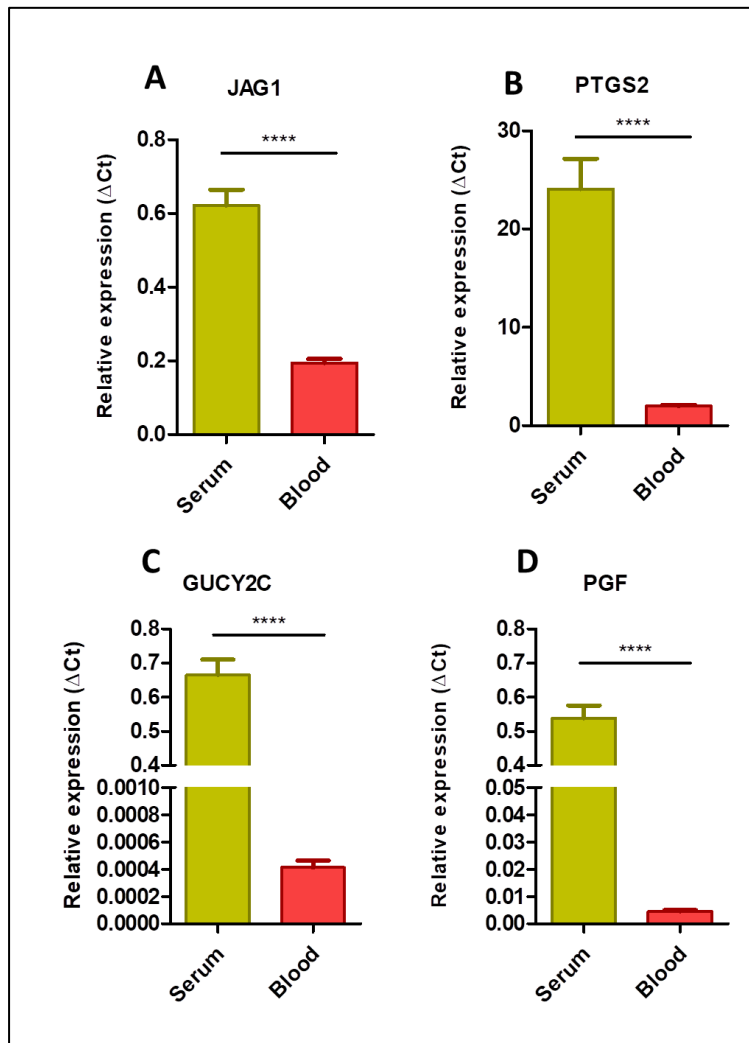 A
JAG1
****
Relative expression (ΔCt)
0.8
0.6
0.4
0.2
0.0
Serum
Blood
B
PTGS2
****
Relative expression (ΔCt)
30
20
10
0
Serum
Blood
C
GUCY2C
****
Relative expression (ΔCt)
0.8
0.7
0.6
0.5
0.4
0.0010
0.0008
0.0006
0.0004
0.0002
0.0000
Serum
Blood
D
PGF
****
Relative expression (ΔCt)
0.8
0.7
0.6
0.5
0.4
0.05
0.04
0.03
0.02
0.01
0.00
Serum
Blood